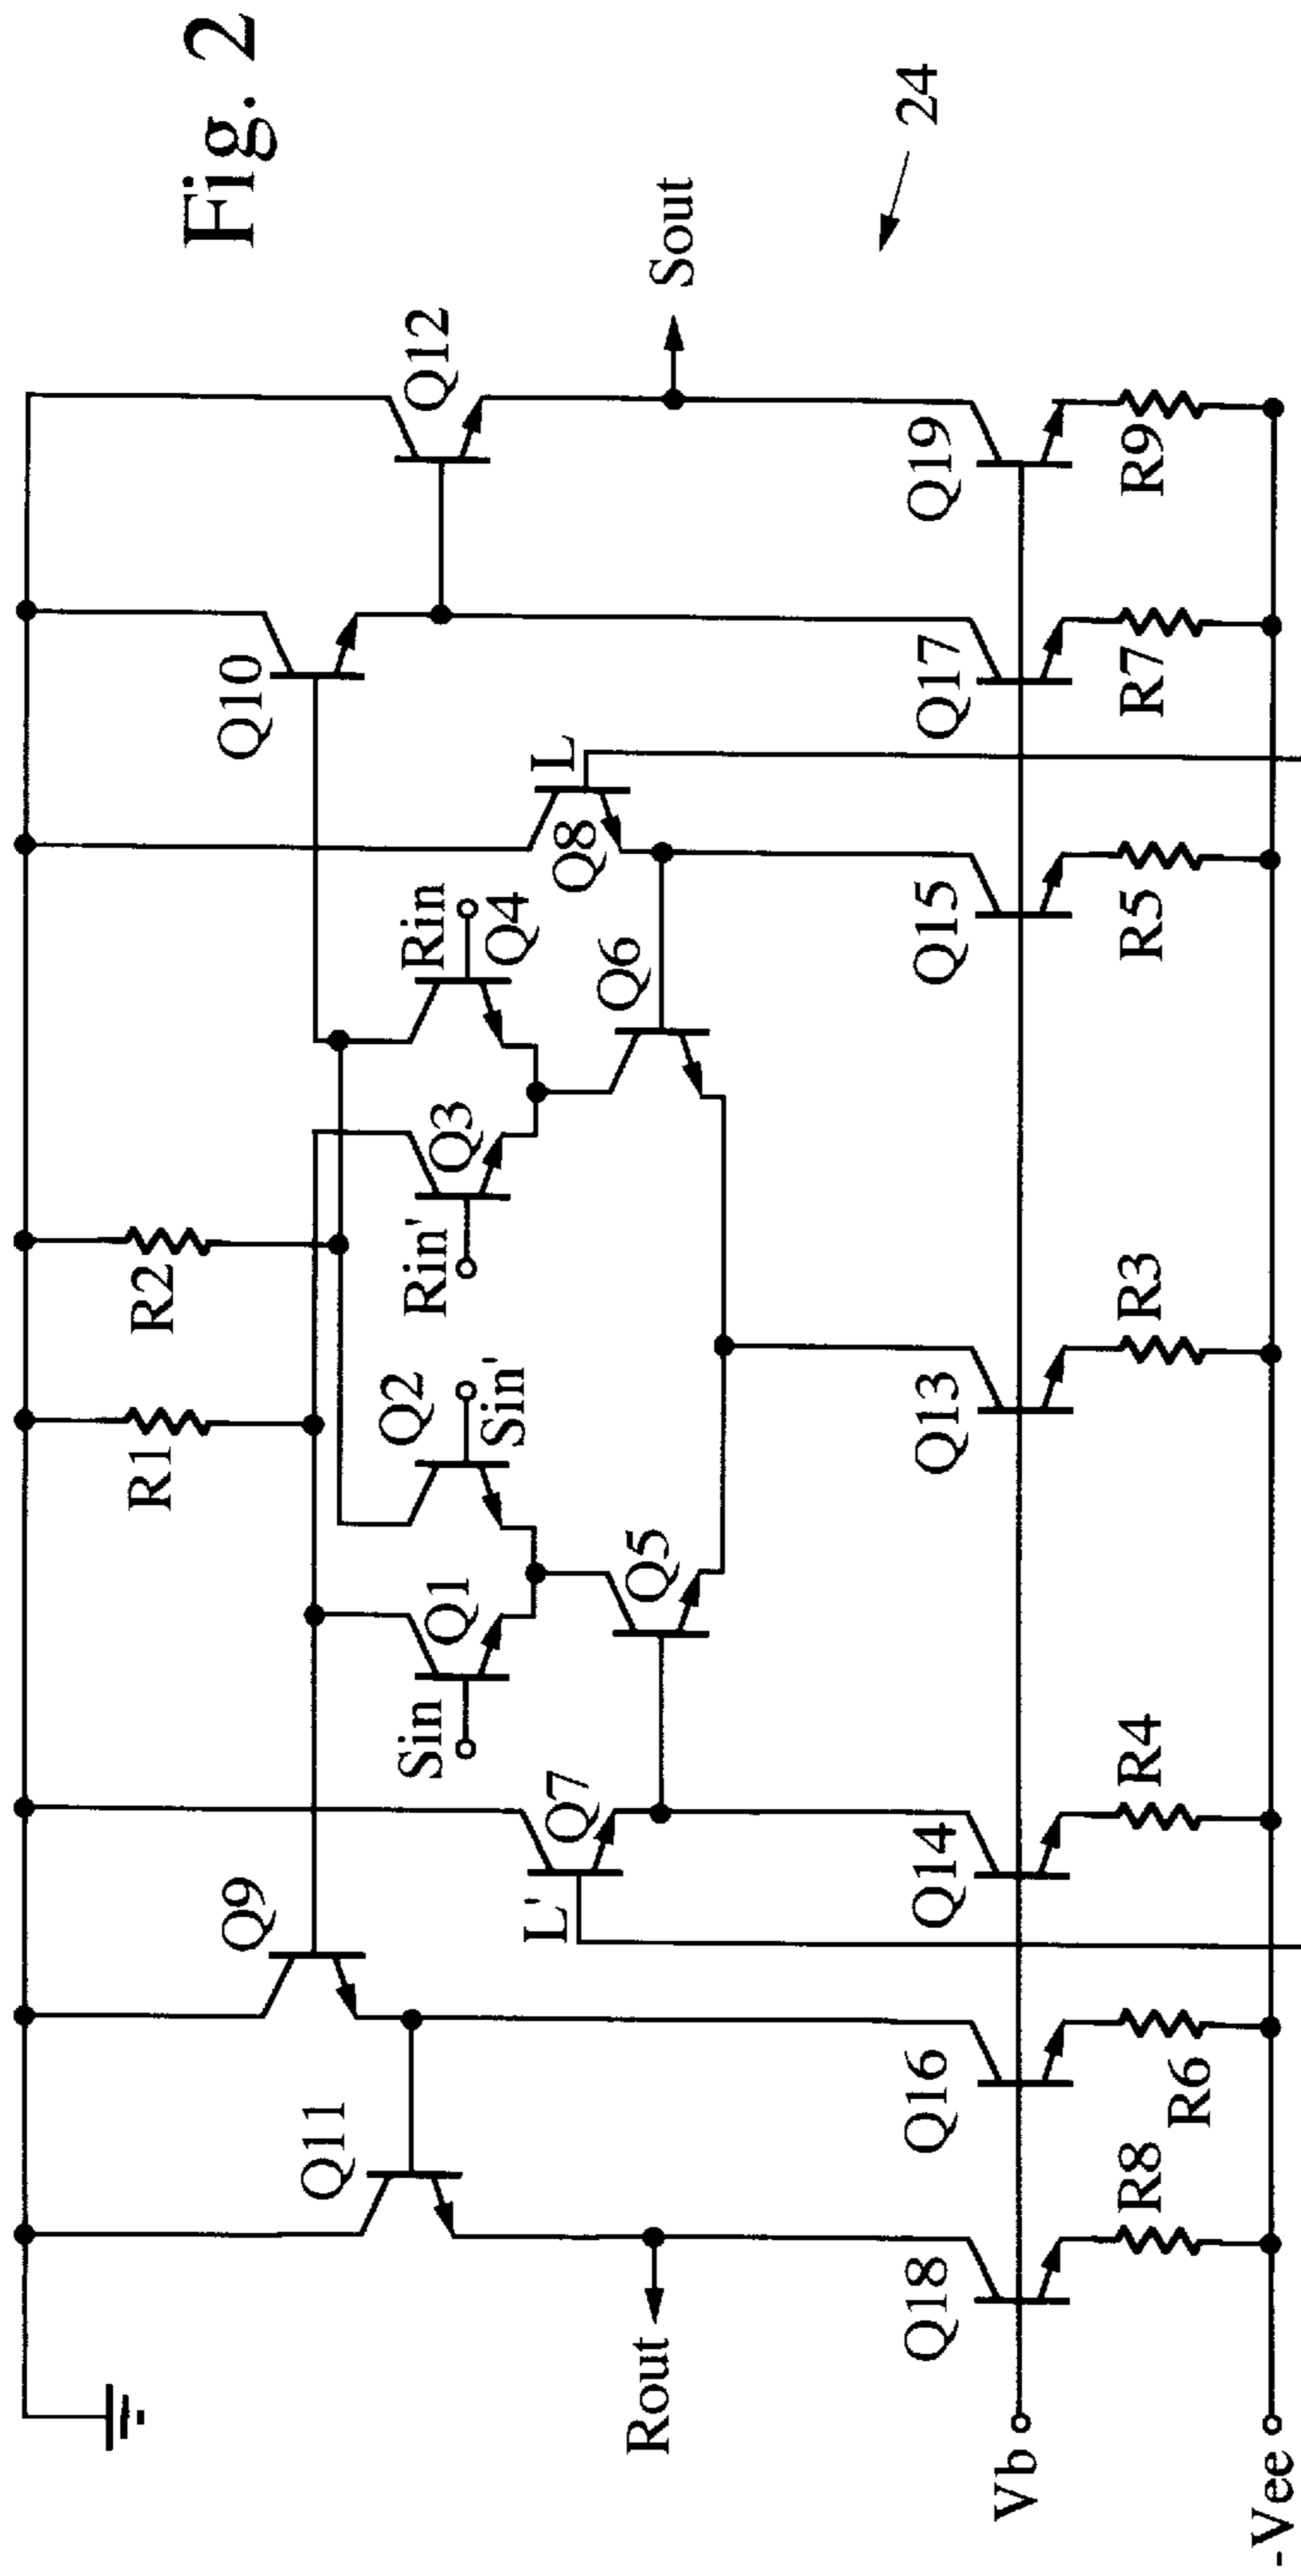 Fig. 2
R1
R2
Q9
Q10
Q11
Q12
Sin
Q1
Q2
Sin'
Rin'
Q3
Rin
Q4
L'
Q7
Q5
Q6
Q8
L
Rout
Sout
24
Q18
Q16
Q14
Q13
Q15
Q17
Q19
Vb
R8
R6
R4
R3
R5
R7
R9
-Vee